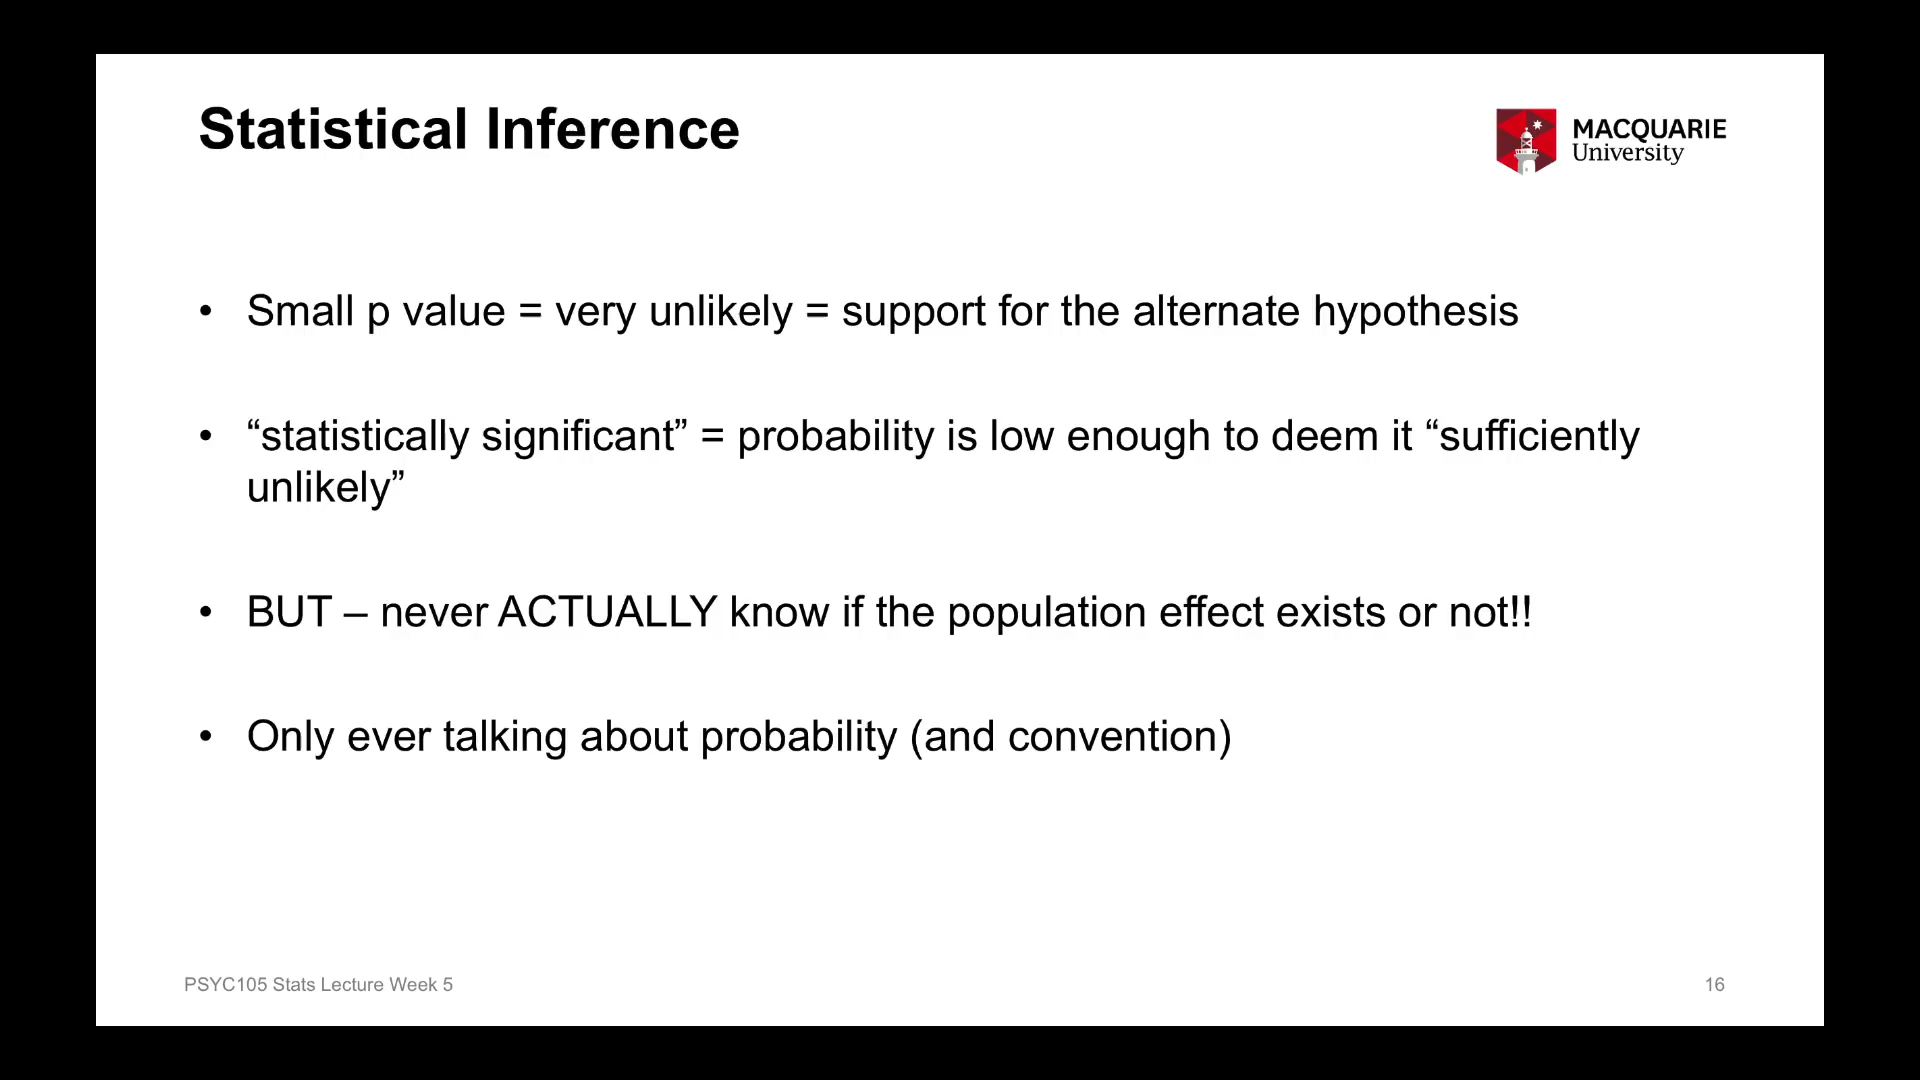 Statistical Inference
MACQUARIE
University
• Small p value = very unlikely = support for the alternate hypothesis
• “statistically significant” = probability is low enough to deem it “sufficiently
unlikely”
• BUT – never ACTUALLY know if the population effect exists or not!!
• Only ever talking about probability (and convention)
PSYC105 Stats Lecture Week 5
16